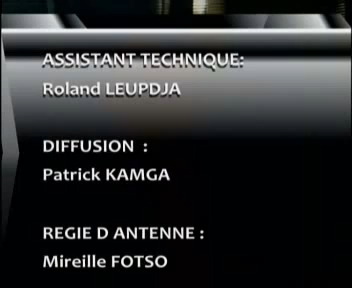 ASSISTANT TECHNIQUE:
Roland LEUPDJA
DIFFUSION :
Patrick KAMGA
REGIE D ANTENNE :
Mireille FOTSO